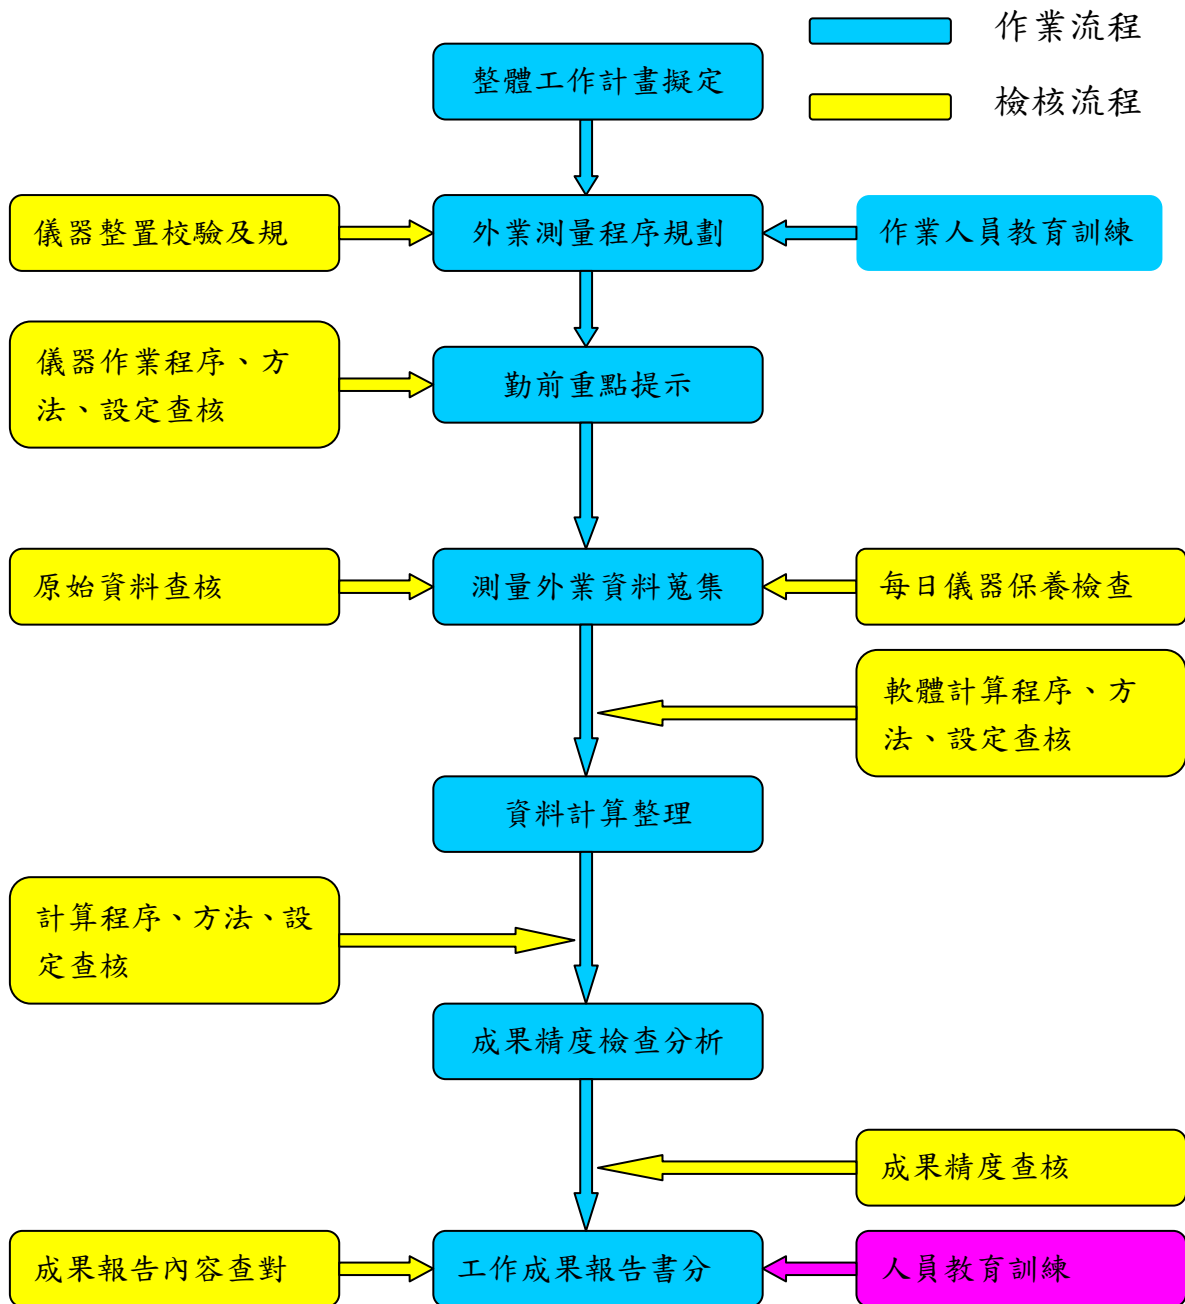 作業流程
整體工作計畫擬定
檢核流程
儀器整置校驗及規
外業測量程序規劃
作業人員教育訓練
儀器作業程序、方
法、設定查核
勤前重點提示
原始資料查核
測量外業資料蒐集
每日儀器保養檢查
軟體計算程序、方
法、設定查核
資料計算整理
計算程序、方法、設
定查核
成果精度檢查分析
成果精度查核
成果報告內容查對
工作成果報告書分
人員教育訓練